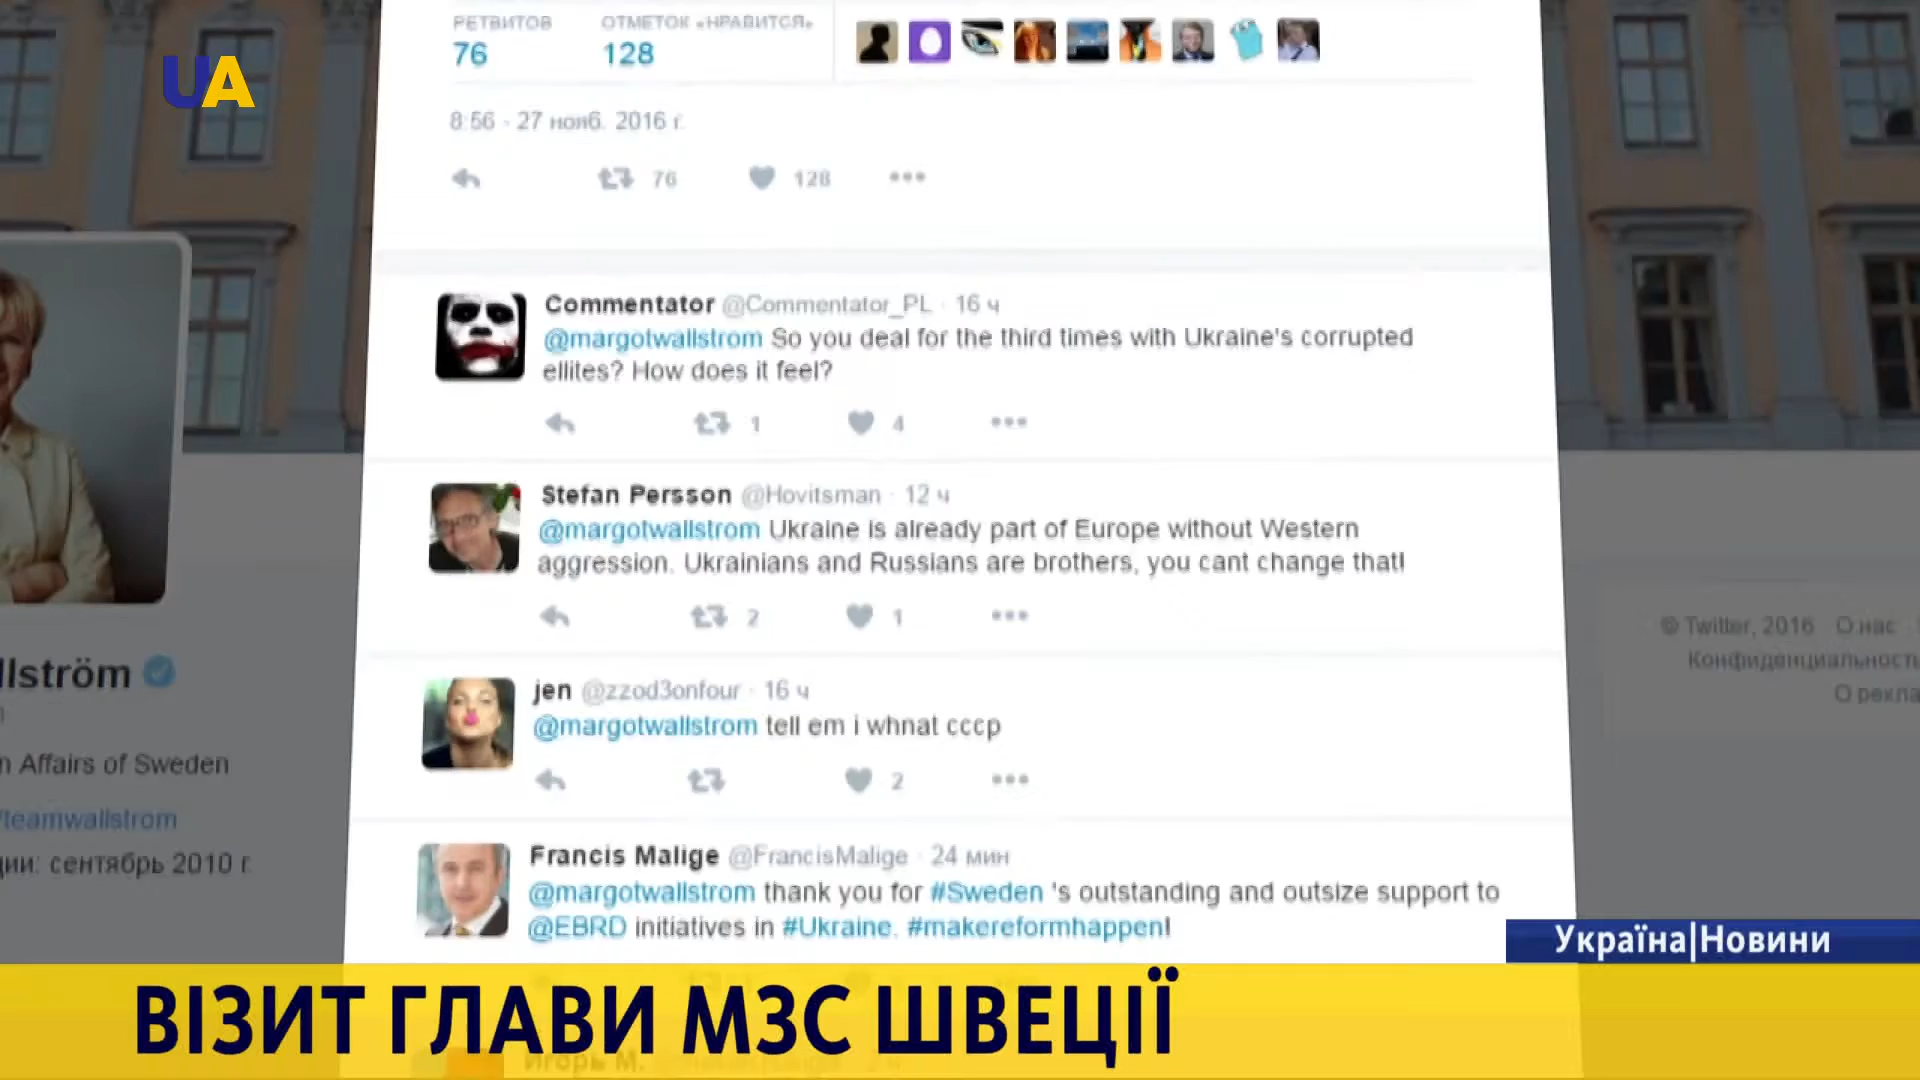 РЕТВИТОВ ОТМЕТОК «НРАВИТСЯ»
76 128
UA
8:56 - 27 нояб. 2016 г.
76 128
Commentator @Commentator_PL · 16 ч
@margotwallstrom So you deal for the third times with Ukraine's corrupted
ellites? How does it feel?
1 4
Stefan Persson @Hovitsman · 12 ч
@margotwallstrom Ukraine is already part of Europe without Western
aggression. Ukrainians and Russians are brothers, you cant change that!
2 1
jen @zzod3onfour · 16 ч
@margotwallstrom tell em i whnat cccp
2
Francis Malige @FrancisMalige · 24 мин
@margotwallstrom thank you for #Sweden 's outstanding and outsize support to
@EBRD initiatives in #Ukraine. #makereformhappen!
llström
n Affairs of Sweden
/teamwallstrom
ции: сентябрь 2010 г.
© Twitter, 2016 О нас
Конфиденциальность
О рекла
Україна|Новини
ВІЗИТ ГЛАВИ МЗС ШВЕЦІЇ
Игорь М.